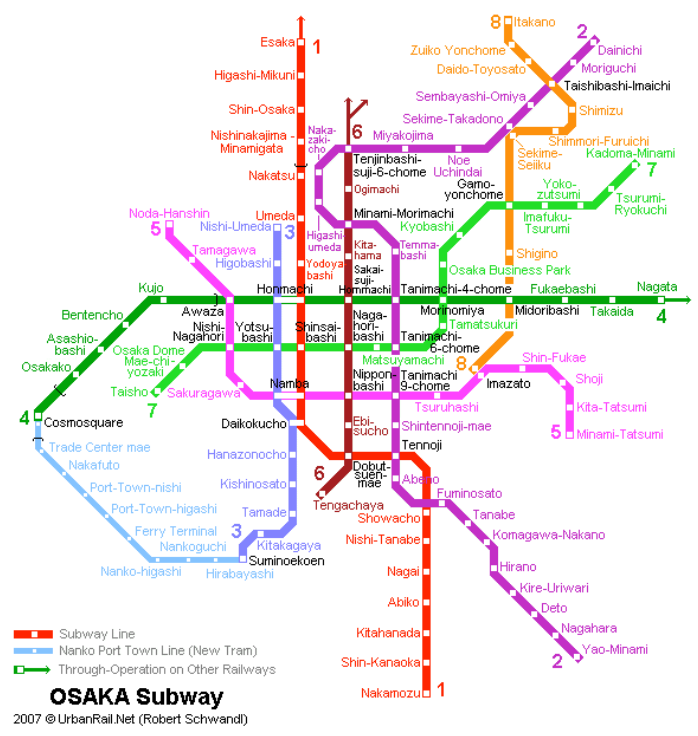 8 Itakano
2
Esaka
1
Zuiko Yonchome
Dainichi
Daido-Toyosato
Moriguchi
Higashi-Mikuni
Taishibashi-Imaichi
Sembayashi-Omiya
Shin-Osaka
Shimizu
Sekime-Takadono
Nishinakajima -
Minamigata
Naka-
zaki-
cho
6
Miyakojima
Shimmori-Furuichi
Sekime-
Seiiku
Kadoma-Minami
7
Tenjinbashi-
suji-6-chome
Noe
Uchindai
Nakatsu
Ogimachi
Gamo-
yonchome
Yoko-
zutsumi
Tsurumi-
Ryokuchi
Noda-Hanshin
5
Umeda
Minami-Morimachi
Nishi-Umeda
3
Kyobashi
Imafuku-
Tsurumi
Higashi-
umeda
Kita-
hama
Temma-
bashi
Tamagawa
Higobashi
Yodoya
bashi
Sakai-
suji-
Hommachi
Osaka Business Park
Shigino
Kujo
Honmachi
Tanimachi-4-chome
Fukaebashi
Nagata
4
Awaza
Morinomiya
Midoribashi
Takaida
Bentencho
Nishi-
Nagahori
Yotsu-
bashi
Shinsai-
bashi
Naga-
hori-
bashi
Tamatsukuri
Asashio-
bashi
Tanimachi-
6-chome
Osaka Dome
Mae-chi-
yozaki
Matsuyamachi
Osakako
8
Shin-Fukae
Taisho
7
Sakuragawa
Namba
Nippon-
bashi
Tanimachi
9-chome
Imazato
Shoji
4
Cosmosquare
Tsuruhashi
Kita-Tatsumi
Daikokucho
Ebi-
sucho
Shintennoji-mae
5 Minami-Tatsumi
Trade Center mae
Hanazonocho
Tennoji
Nakafuto
6
Dobut-
suen-
mae
Port-Town-nishi
Kishinosato
Abeno
Tengachaya
Fuminosato
Port-Town-higashi
Tamade
Showacho
Tanabe
Ferry Terminal
3
Nankoguchi
Kitakagaya
Nishi-Tanabe
Komagawa-Nakano
Nanko-higashi
Hirabayashi
Suminoekoen
Nagai
Hirano
Kire-Uriwari
Abiko
Deto
Kitahanada
Nagahara
Subway Line
Nanko Port Town Line (New Tram)
Through-Operation on Other Railways
2 Yao-Minami
Shin-Kanaoka
Nakamozu
1
OSAKA Subway
2007 © UrbanRail.Net (Robert Schwandl)